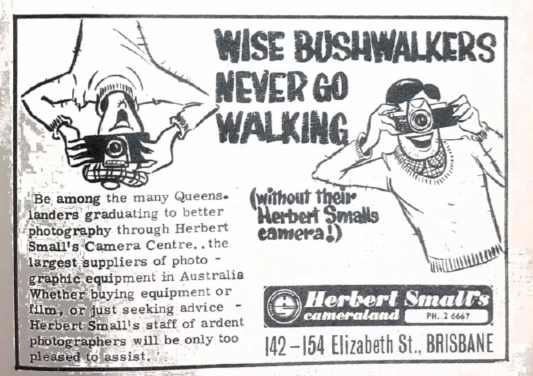 WISE BUSHWALKERS
NEVER GO
WALKING
(without their
Herbert Smalls
camera!)
Be among the many Queens-
landers graduating to better
photography through Herbert
Small's Camera Centre..the
largest suppliers of photo -
graphic equipment in Australia
Whether buying equipment or
film, or just seeking advice -
Herbert Small's staff of ardent
photographers will be only too
pleased to assist.
Herbert Small's
cameraland PH..2 6667
142-154 Elizabeth St., BRISBANE